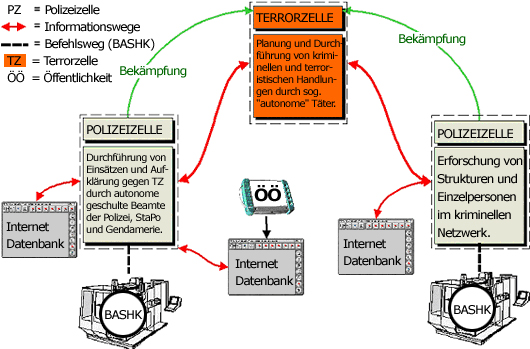 PZ = Polizeizelle
= Informationswege
= Befehlsweg (BASHK)
TZ = Terrorzelle
ÖÖ = Öffentlichkeit
TERRORZELLE
Planung und Durch-
führung von krimi-
nellen und terror-
istischen Handlun-
gen durch sog.
"autonome" Täter.
Bekämpfung
Bekämpfung
POLIZEIZELLE
Durchführung von
Einsätzen und Auf-
klärung gegen TZ
durch autonome
geschulte Beamte
der Polizei, StaPo
und Gendamerie.
POLIZEIZELLE
Erforschung von
Strukturen und
Einzelpersonen
im kriminellen
Netzwerk.
ÖÖ
Internet
Datenbank
Internet
Datenbank
Internet
Datenbank
BASHK
BASHK